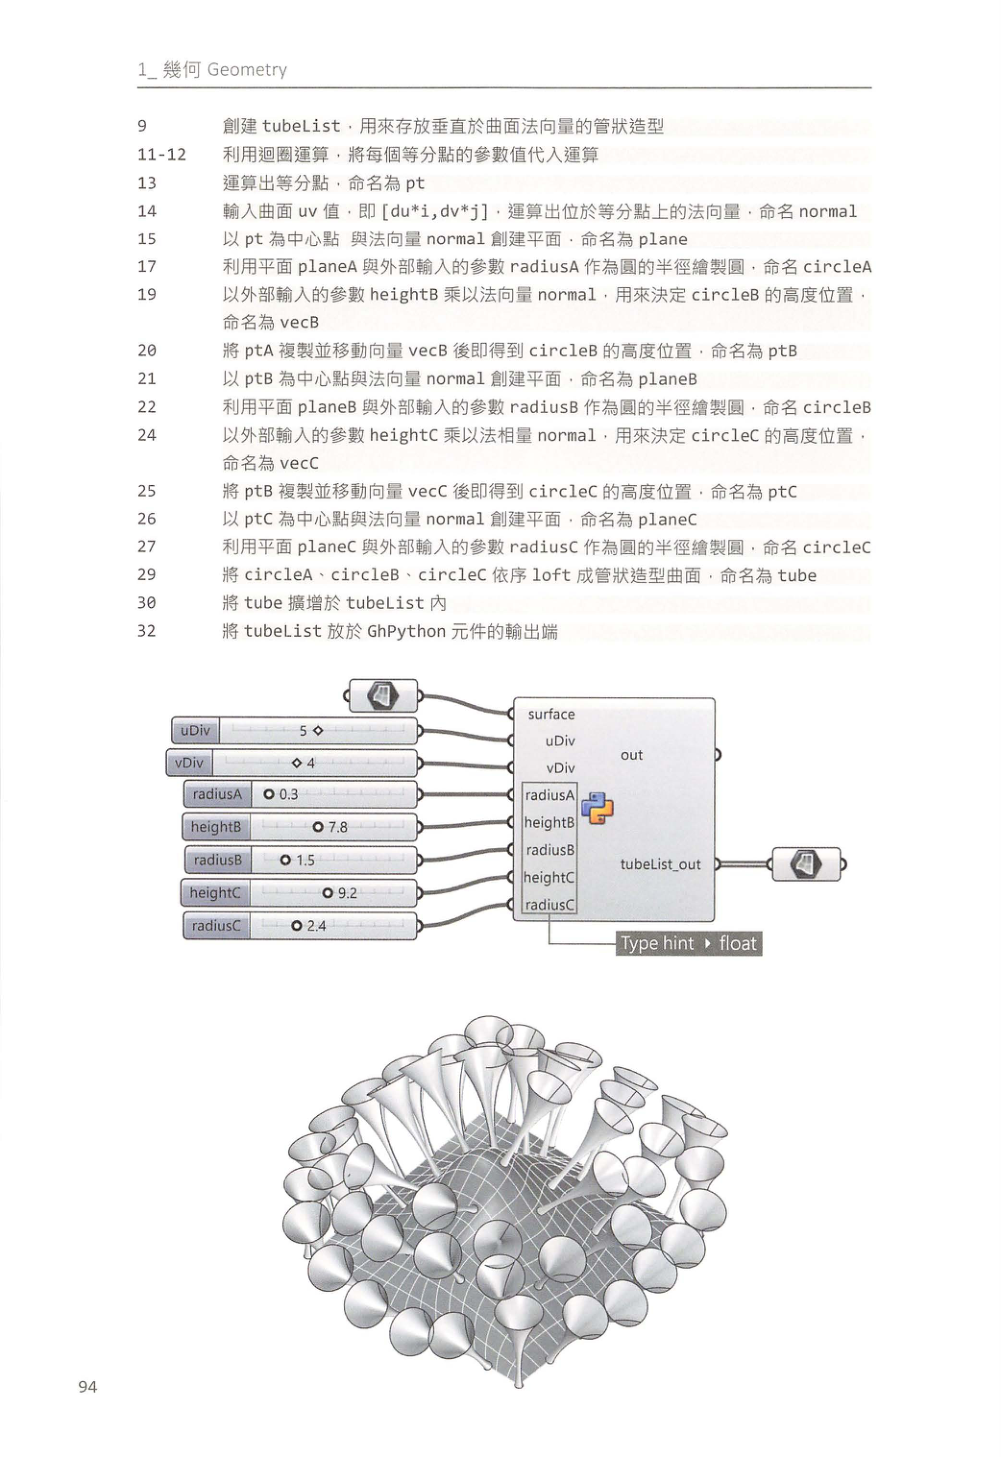 1_ 幾何 Geometry
9 創建 tubeList，用來存放垂直於曲面法向量的管狀造型
11-12 利用迴圈運算，將每個等分點的參數值代入運算
13 運算出等分點，命名為 pt
14 輸入曲面 uv 值，即 [du*i,dv*j]，運算出位於等分點上的法向量，命名 normal
15 以 pt 為中心點 與法向量 normal 創建平面，命名為 plane
17 利用平面 planeA 與外部輸入的參數 radiusA 作為圓的半徑繪製圓，命名 circleA
19 以外部輸入的參數 heightB 乘以法向量 normal，用來決定 circleB 的高度位置，
命名為 vecB
20 將 ptA 複製並移動向量 vecB 後即得到 circleB 的高度位置，命名為 ptB
21 以 ptB 為中心點與法向量 normal 創建平面，命名為 planeB
22 利用平面 planeB 與外部輸入的參數 radiusB 作為圓的半徑繪製圓，命名 circleB
24 以外部輸入的參數 heightC 乘以法相量 normal，用來決定 circleC 的高度位置，
命名為 vecC
25 將 ptB 複製並移動向量 vecC 後即得到 circleC 的高度位置，命名為 ptC
26 以 ptC 為中心點與法向量 normal 創建平面，命名為 planeC
27 利用平面 planeC 與外部輸入的參數 radiusC 作為圓的半徑繪製圓，命名 circleC
29 將 circleA、circleB、circleC 依序 loft 成管狀造型曲面，命名為 tube
30 將 tube 擴增於 tubeList 內
32 將 tubeList 放於 GhPython 元件的輸出端
uDiv 5
vDiv 4
radiusA 0.3
heightB 7.8
radiusB 1.5
heightC 9.2
radiusC 2.4
surface
uDiv
vDiv
radiusA
heightB
radiusB
heightC
radiusC
out
tubeList_out
Type hint ▸ float
94